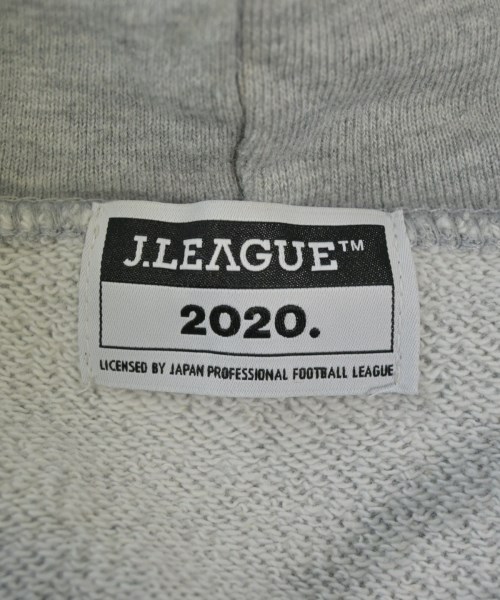 J.LEAGUE™
2020.
LICENSED BY JAPAN PROFESSIONAL FOOTBALL LEAGUE